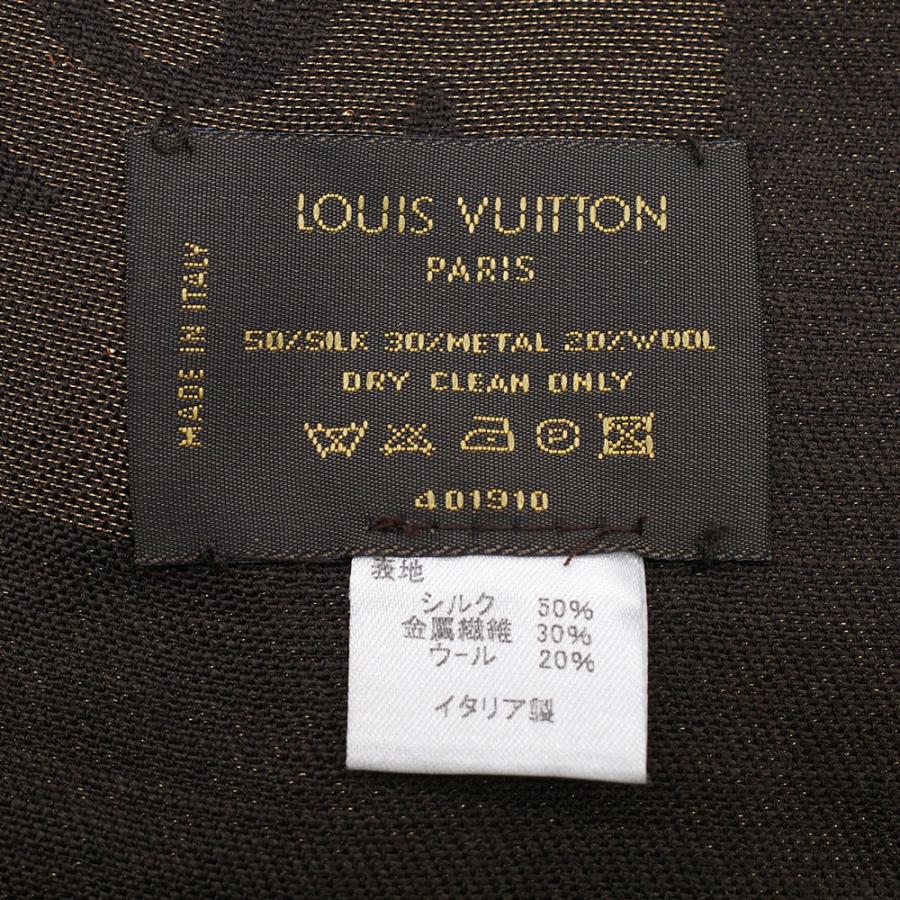 LOUIS VUITTON
PARIS
MADE IN ITALY
50%SILK 30%METAL 20%WOOL
DRY CLEAN ONLY
P
401910
表地
シルク 50%
金属繊維 30%
ウール 20%
イタリア製